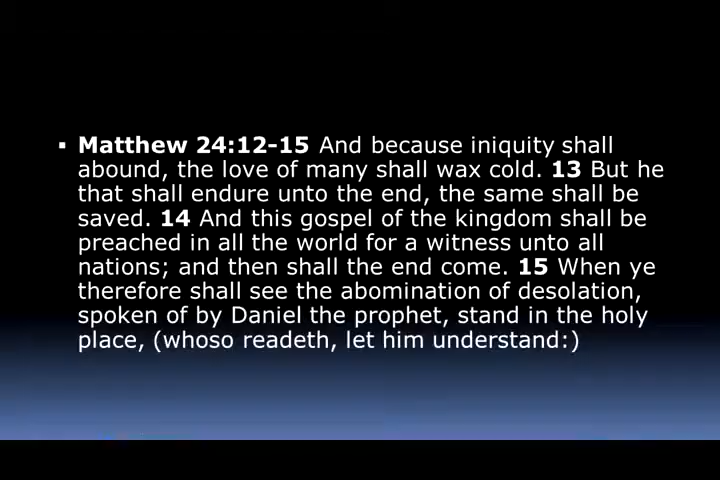 ▪ Matthew 24:12-15 And because iniquity shall
abound, the love of many shall wax cold. 13 But he
that shall endure unto the end, the same shall be
saved. 14 And this gospel of the kingdom shall be
preached in all the world for a witness unto all
nations; and then shall the end come. 15 When ye
therefore shall see the abomination of desolation,
spoken of by Daniel the prophet, stand in the holy
place, (whoso readeth, let him understand:)